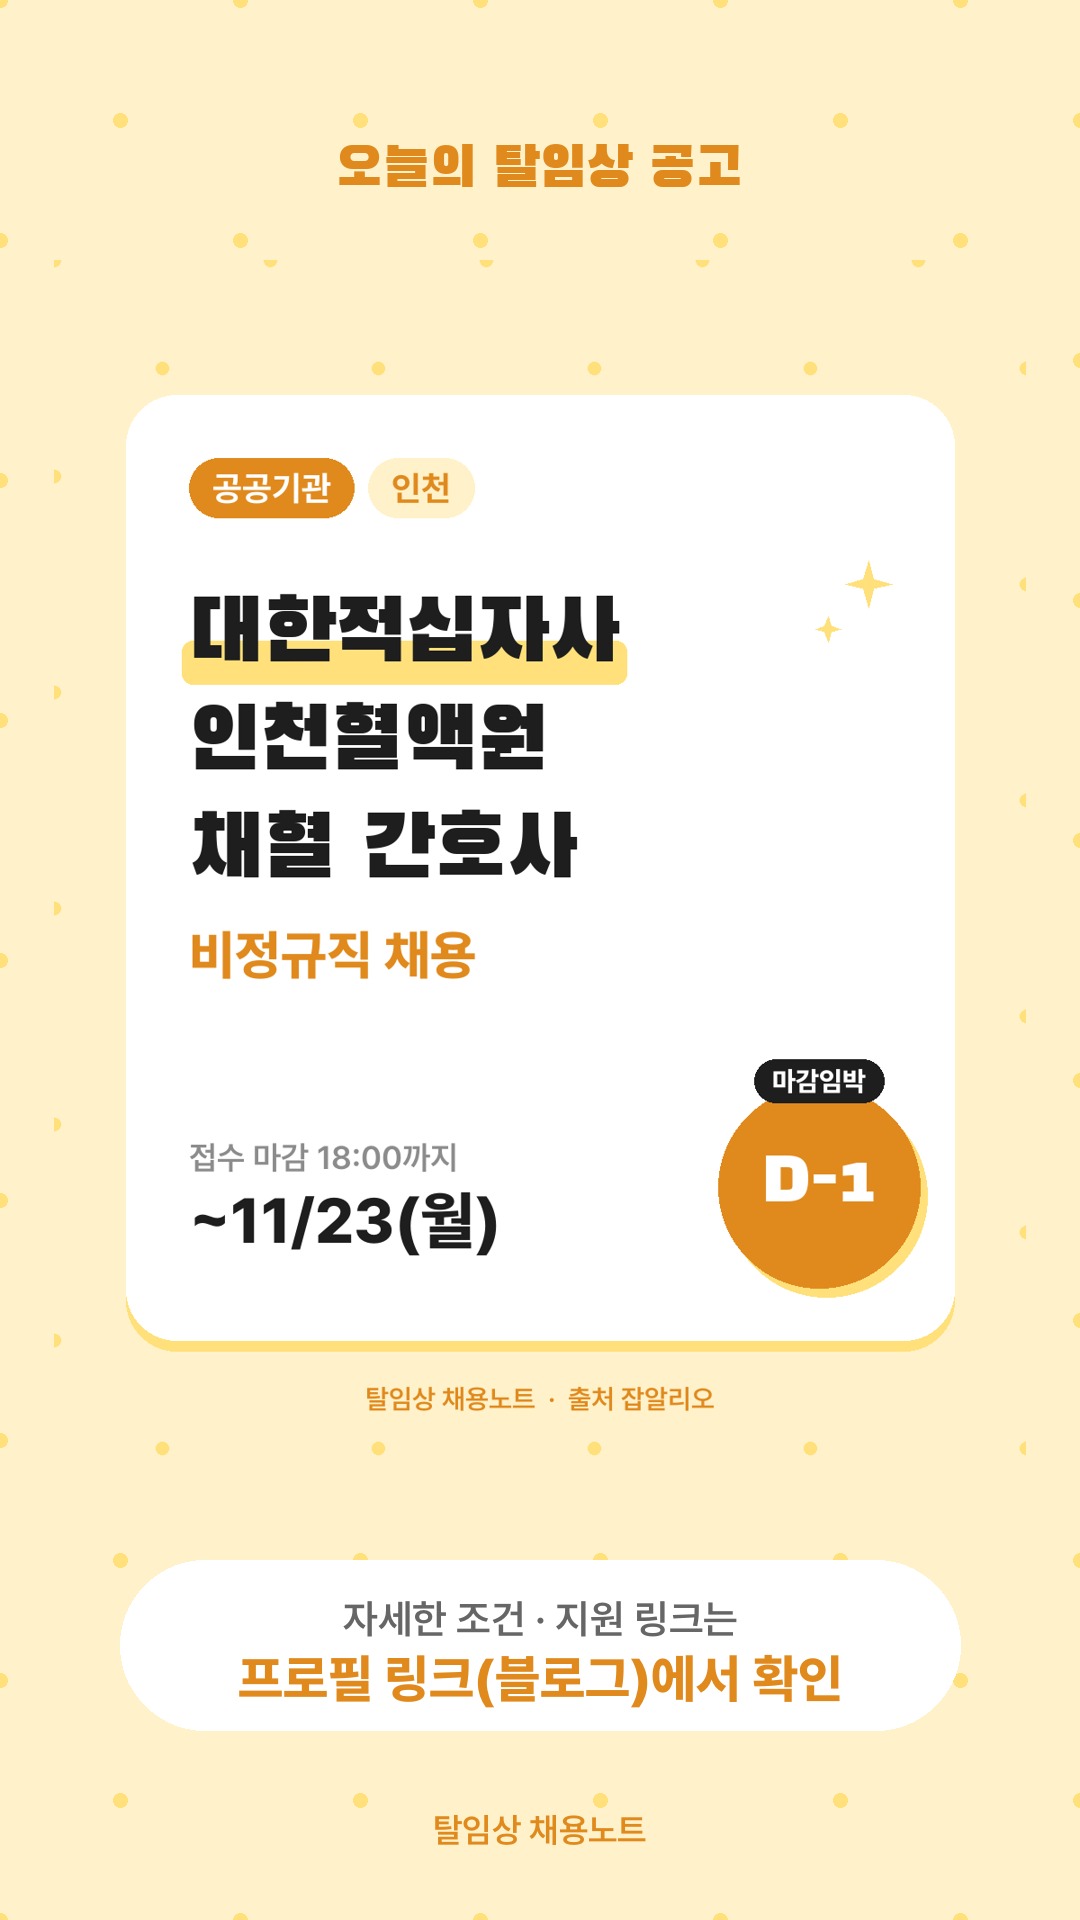 오늘의 탈임상 공고
공공기관 인천
대한적십자사
인천혈액원
채혈 간호사
비정규직 채용
마감임박
D-1
접수 마감 18:00까지
~11/23(월)
탈임상 채용노트 · 출처 잡알리오
자세한 조건 · 지원 링크는
프로필 링크(블로그)에서 확인
탈임상 채용노트